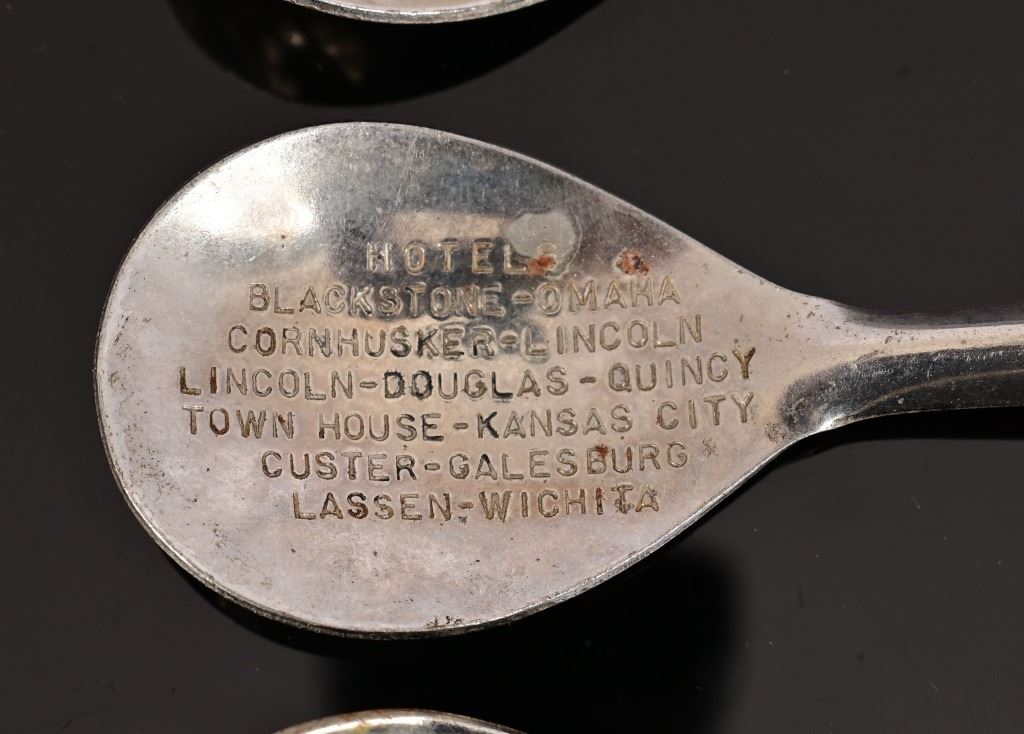 HOTELS
BLACKSTONE-OMAHA
CORNHUSKER-LINCOLN
LINCOLN-DOUGLAS-QUINCY
TOWN HOUSE-KANSAS CITY
CUSTER-GALESBURG
LASSEN-WICHITA